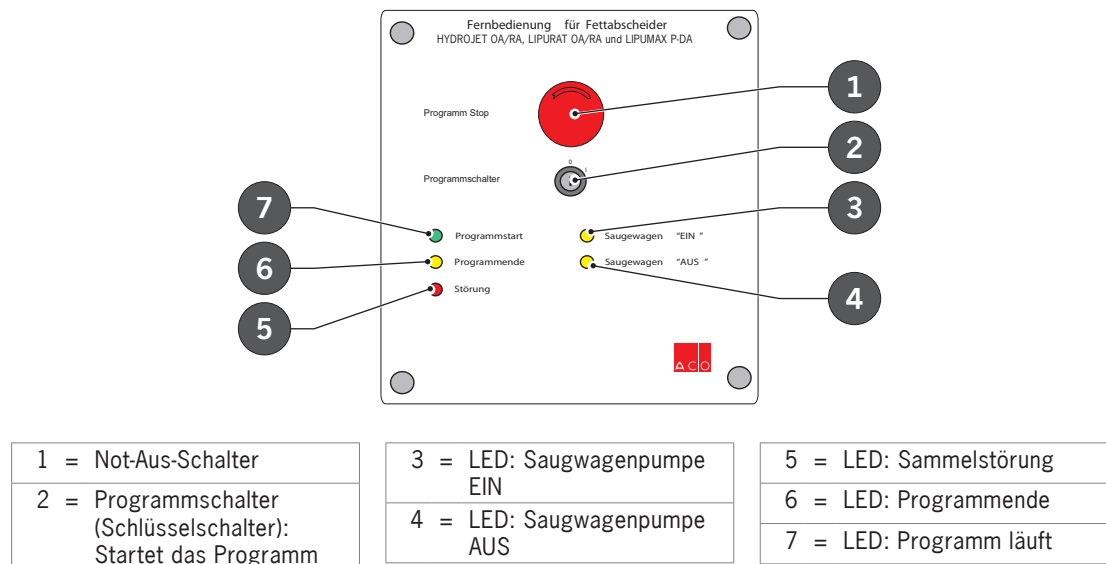 Fernbedienung für Fettabscheider
HYDROJET OA/RA, LIPURAT OA/RA und LIPUMAX P-DA
Programm Stop
1
0
I
Programmschalter
2
7
Programmstart
Saugewagen "EIN "
3
6
Programmende
Saugewagen "AUS "
4
5
Störung
ACO
1 = Not-Aus-Schalter
2 = Programmschalter
(Schlüsselschalter):
Startet das Programm
3 = LED: Saugwagenpumpe
EIN
4 = LED: Saugwagenpumpe
AUS
5 = LED: Sammelstörung
6 = LED: Programmende
7 = LED: Programm läuft